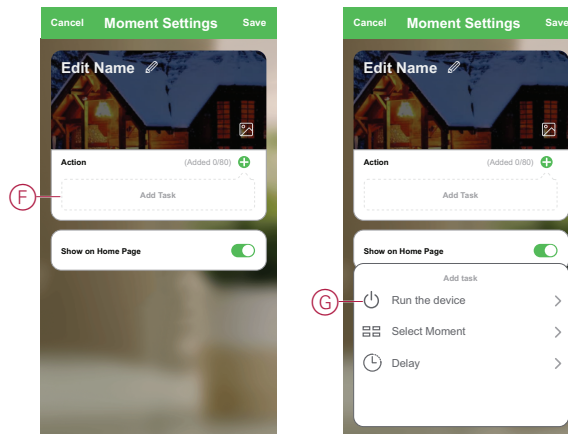 Cancel Moment Settings Save
Edit Name
Action (Added 0/80)
Add Task
F
Show on Home Page
Cancel Moment Settings Save
Edit Name
Action (Added 0/80)
Add Task
Show on Home Page
Add task
G
Run the device
Select Moment
Delay